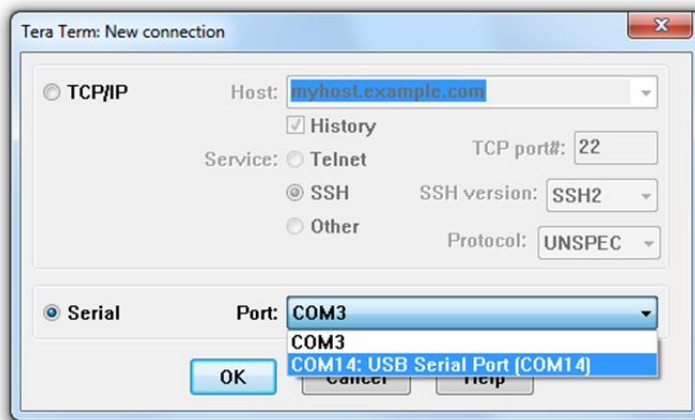 Tera Term: New connection
TCP/IP
Host: myhost.example.com
History
Service: Telnet
TCP port#: 22
SSH
SSH version: SSH2
Other
Protocol: UNSPEC
Serial
Port: COM3
COM3
COM14: USB Serial Port (COM14)
OK
Cancel
Help